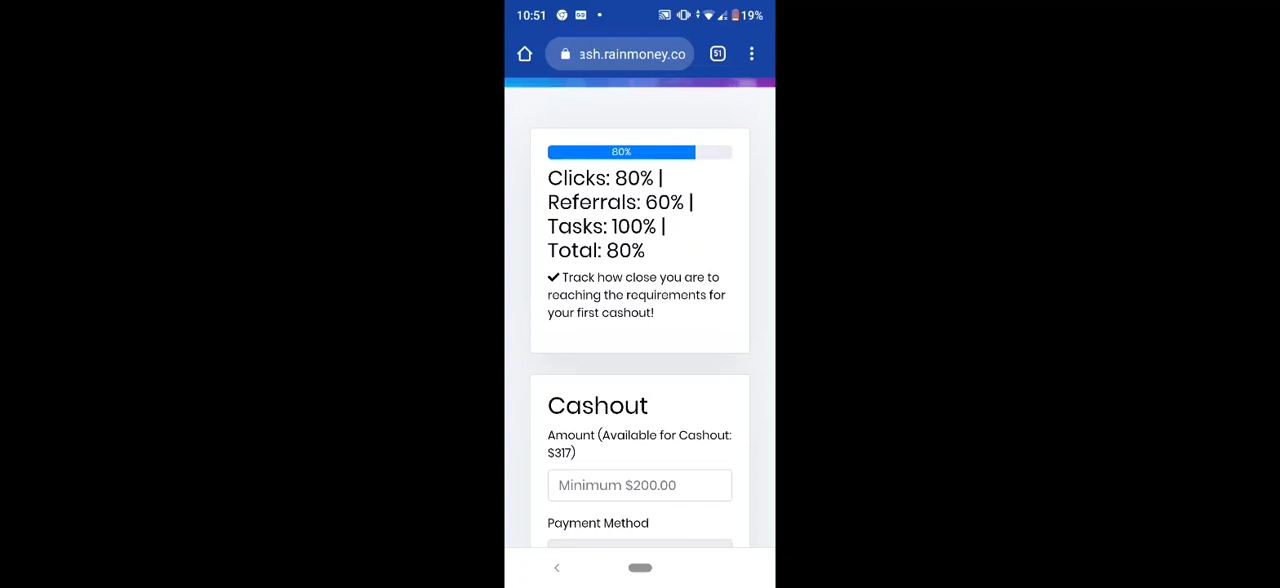 10:51 19%
ash.rainmoney.co 51
80%
Clicks: 80% |
Referrals: 60% |
Tasks: 100% |
Total: 80%
Track how close you are to
reaching the requirements for
your first cashout!
Cashout
Amount (Available for Cashout:
$317)
Minimum $200.00
Payment Method